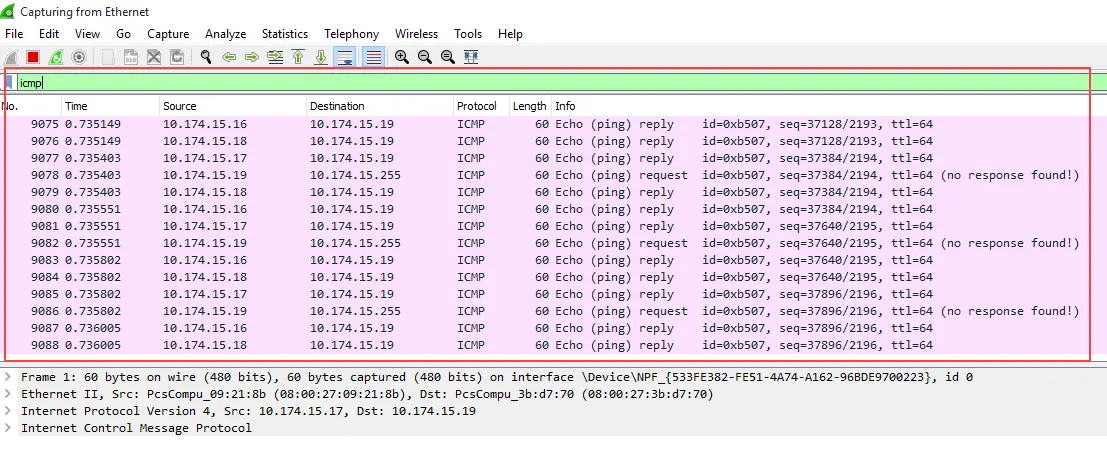 Capturing from Ethernet
File Edit View Go Capture Analyze Statistics Telephony Wireless Tools Help
icmp
No. Time Source Destination Protocol Length Info
9075 0.735149 10.174.15.16 10.174.15.19 ICMP 60 Echo (ping) reply id=0xb507, seq=37128/2193, ttl=64
9076 0.735149 10.174.15.18 10.174.15.19 ICMP 60 Echo (ping) reply id=0xb507, seq=37128/2193, ttl=64
9077 0.735403 10.174.15.17 10.174.15.19 ICMP 60 Echo (ping) reply id=0xb507, seq=37384/2194, ttl=64
9078 0.735403 10.174.15.19 10.174.15.255 ICMP 60 Echo (ping) request id=0xb507, seq=37384/2194, ttl=64 (no response found!)
9079 0.735403 10.174.15.18 10.174.15.19 ICMP 60 Echo (ping) reply id=0xb507, seq=37384/2194, ttl=64
9080 0.735551 10.174.15.16 10.174.15.19 ICMP 60 Echo (ping) reply id=0xb507, seq=37384/2194, ttl=64
9081 0.735551 10.174.15.17 10.174.15.19 ICMP 60 Echo (ping) reply id=0xb507, seq=37640/2195, ttl=64
9082 0.735551 10.174.15.19 10.174.15.255 ICMP 60 Echo (ping) request id=0xb507, seq=37640/2195, ttl=64 (no response found!)
9083 0.735802 10.174.15.16 10.174.15.19 ICMP 60 Echo (ping) reply id=0xb507, seq=37640/2195, ttl=64
9084 0.735802 10.174.15.18 10.174.15.19 ICMP 60 Echo (ping) reply id=0xb507, seq=37640/2195, ttl=64
9085 0.735802 10.174.15.17 10.174.15.19 ICMP 60 Echo (ping) reply id=0xb507, seq=37896/2196, ttl=64
9086 0.735802 10.174.15.19 10.174.15.255 ICMP 60 Echo (ping) request id=0xb507, seq=37896/2196, ttl=64 (no response found!)
9087 0.736005 10.174.15.16 10.174.15.19 ICMP 60 Echo (ping) reply id=0xb507, seq=37896/2196, ttl=64
9088 0.736005 10.174.15.18 10.174.15.19 ICMP 60 Echo (ping) reply id=0xb507, seq=37896/2196, ttl=64
Frame 1: 60 bytes on wire (480 bits), 60 bytes captured (480 bits) on interface \Device\NPF_{533FE382-FE51-4A74-A162-96BDE9700223}, id 0
Ethernet II, Src: PcsCompu_09:21:8b (08:00:27:09:21:8b), Dst: PcsCompu_3b:d7:70 (08:00:27:3b:d7:70)
Internet Protocol Version 4, Src: 10.174.15.17, Dst: 10.174.15.19
Internet Control Message Protocol